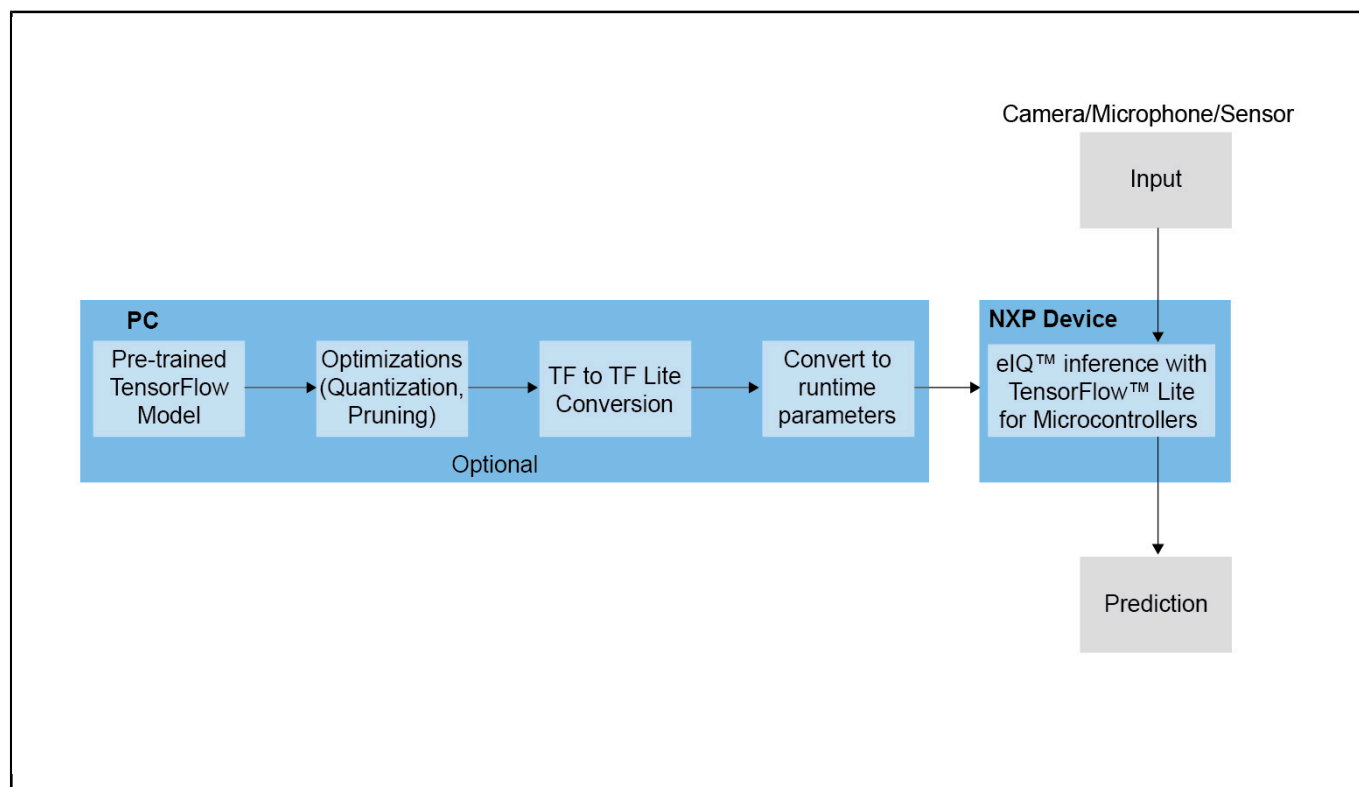 Camera/Microphone/Sensor
Input
PC
Pre-trained
TensorFlow
Model
Optimizations
(Quantization,
Pruning)
TF to TF Lite
Conversion
Convert to
runtime
parameters
Optional
NXP Device
eIQ™ inference with
TensorFlow™ Lite
for Microcontrollers
Prediction